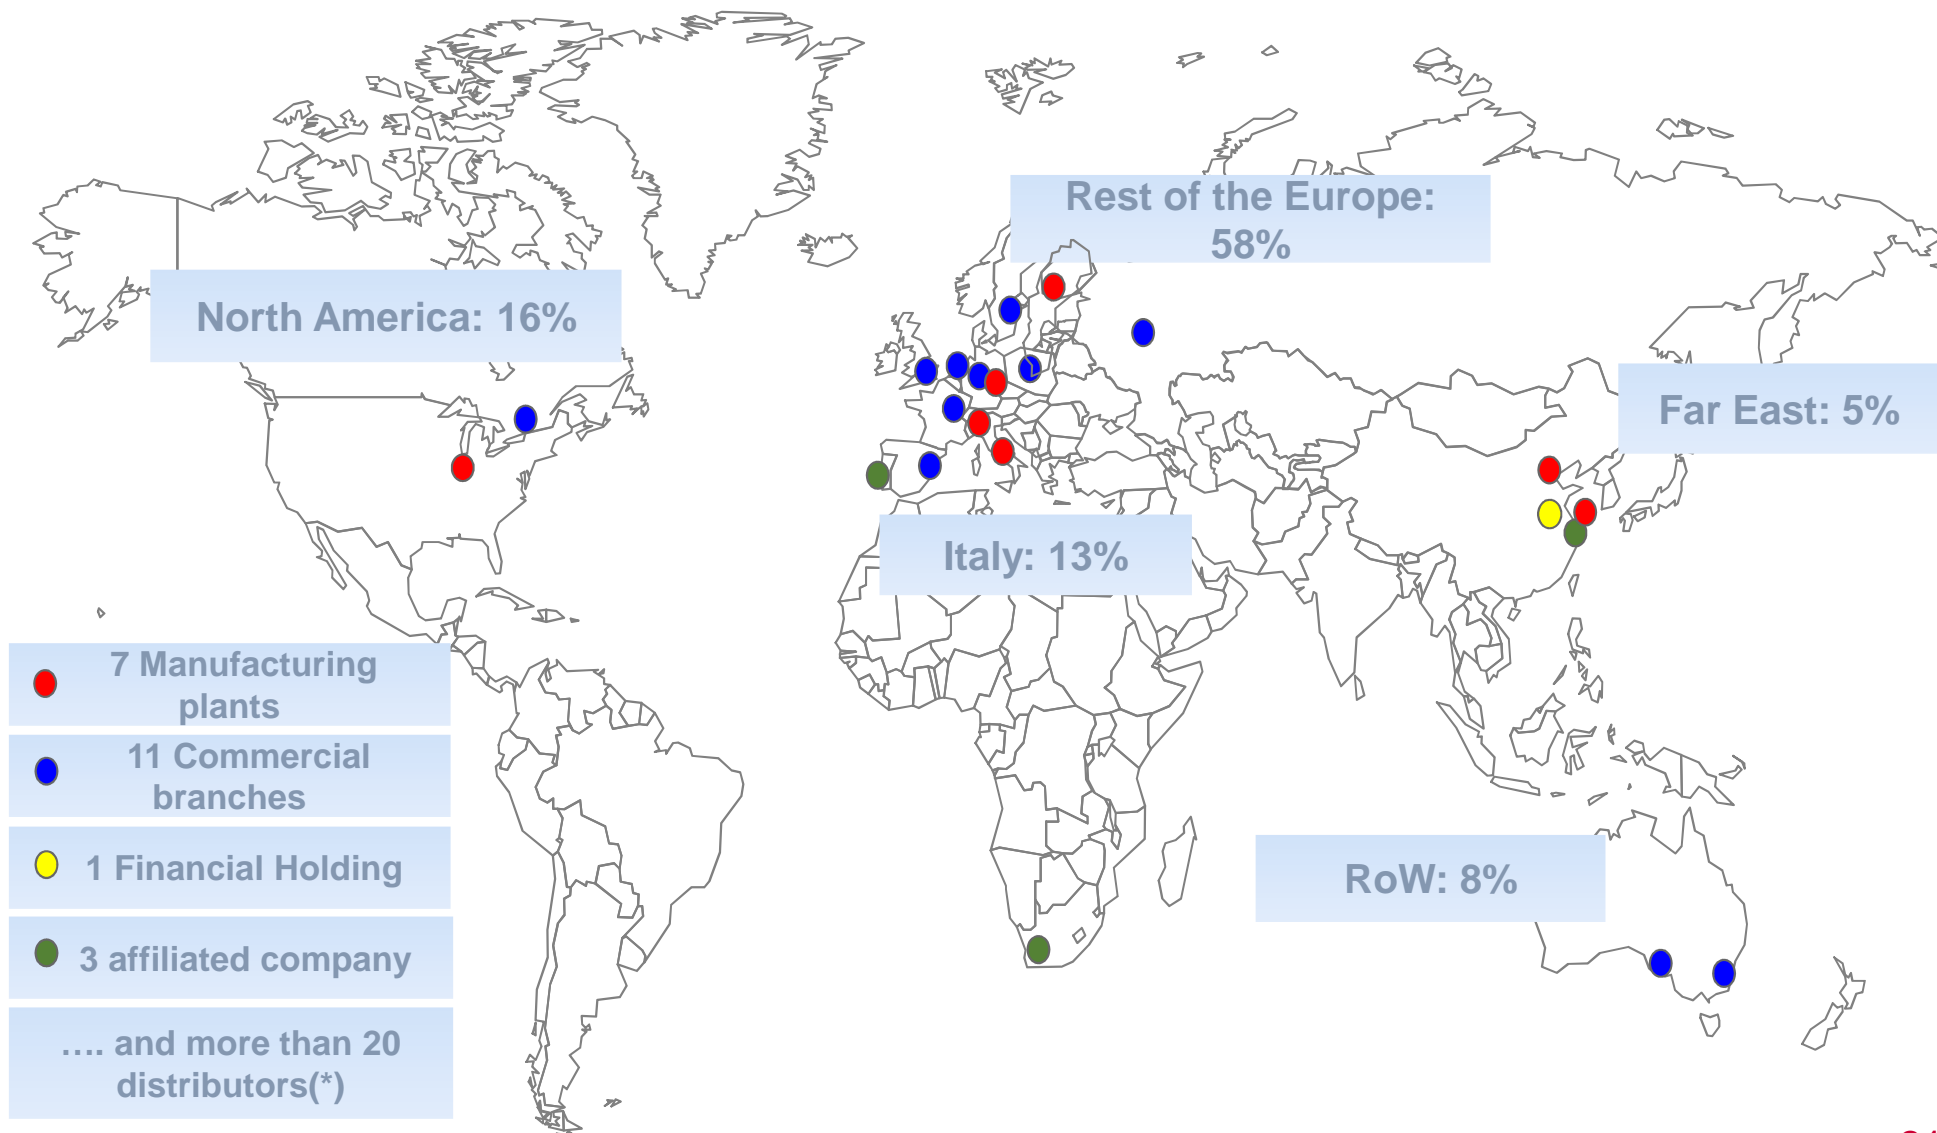 Rest of the Europe:
58%
North America: 16%
Far East: 5%
Italy: 13%
7 Manufacturing
plants
11 Commercial
branches
1 Financial Holding
RoW: 8%
3 affiliated company
…. and more than 20
distributors(*)